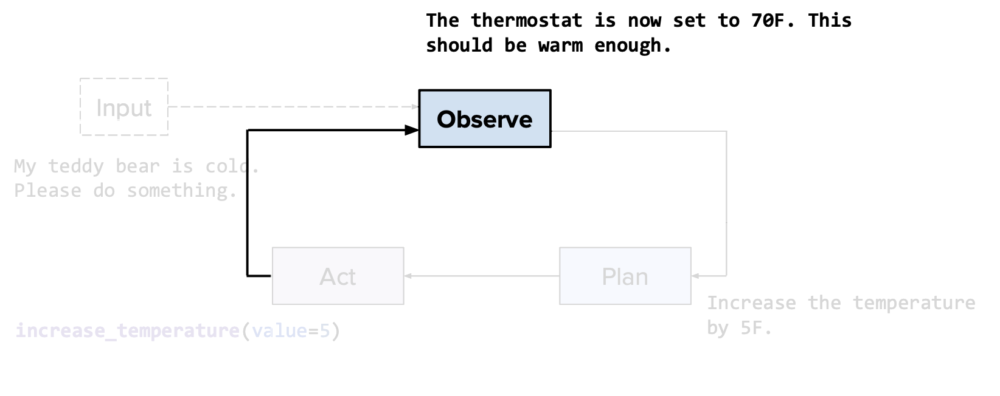 The thermostat is now set to 70F. This
should be warm enough.
Input
Observe
My teddy bear is cold.
Please do something.
Act
Plan
Increase the temperature
by 5F.
increase_temperature(value=5)